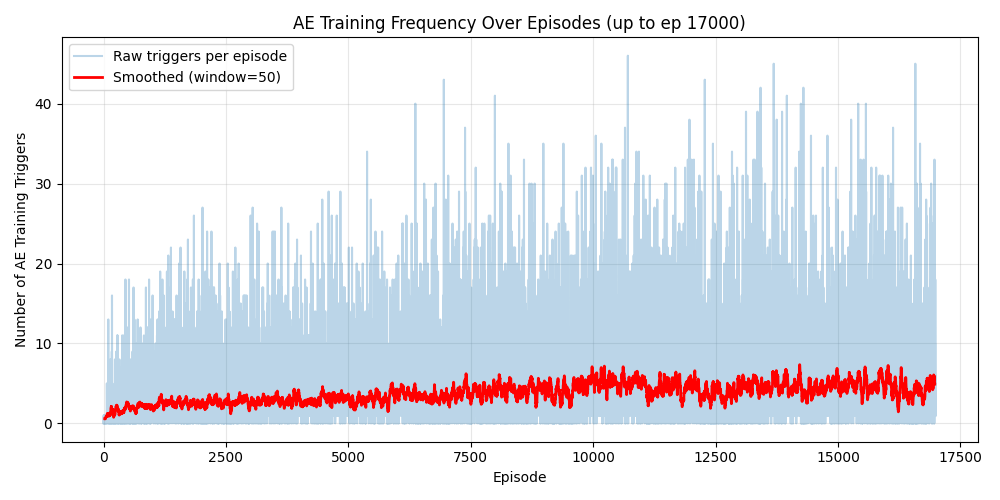 AE Training Frequency Over Episodes (up to ep 17000)
Raw triggers per episode
Smoothed (window=50)
Number of AE Training Triggers
40
30
20
10
0
0 2500 5000 7500 10000 12500 15000 17500
Episode